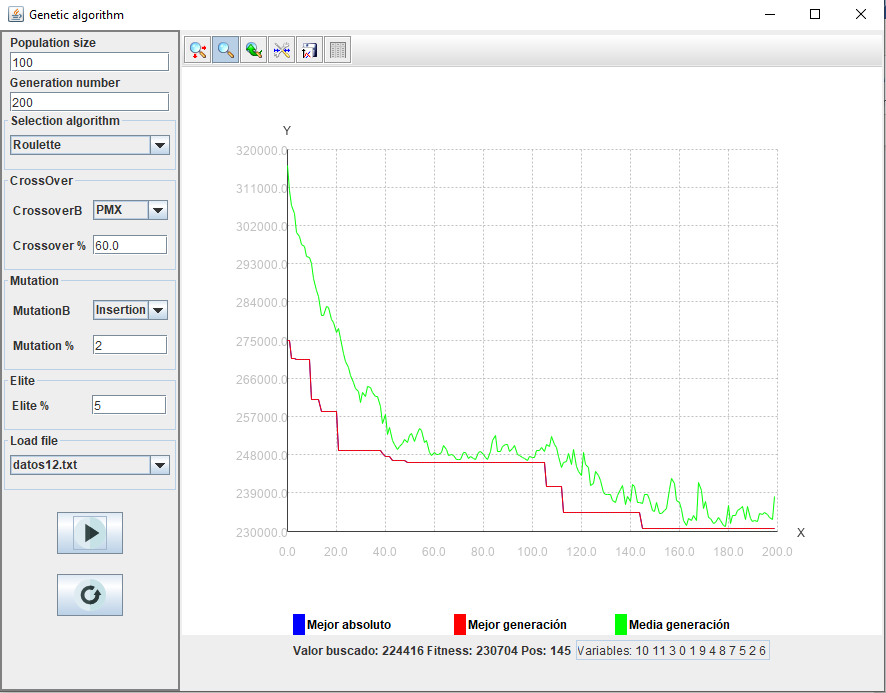 Genetic algorithm
Population size
100
Generation number
200
Selection algorithm
Roulette
CrossOver
CrossoverB PMX
Crossover % 60.0
Mutation
MutationB Insertion
Mutation % 2
Elite
Elite % 5
Load file
datos12.txt
Y
320000.0
311000.0
302000.0
293000.0
284000.0
275000.0
266000.0
257000.0
248000.0
239000.0
230000.0
X
0.0 20.0 40.0 60.0 80.0 100.0 120.0 140.0 160.0 180.0 200.0
Mejor absoluto Mejor generación Media generación
Valor buscado: 224416 Fitness: 230704 Pos: 145 Variables: 10 11 3 0 1 9 4 8 7 5 2 6